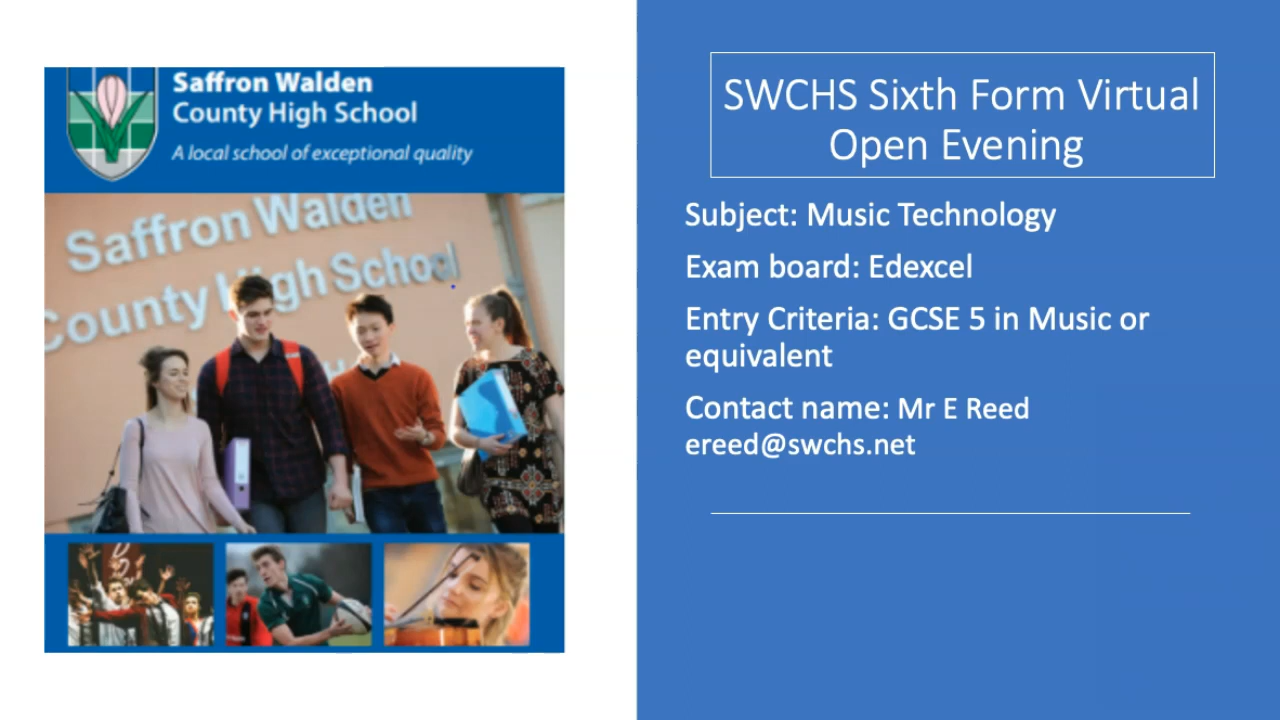 Saffron Walden
County High School
A local school of exceptional quality
Saffron Walden
County High School
SWCHS Sixth Form Virtual
Open Evening
Subject: Music Technology
Exam board: Edexcel
Entry Criteria: GCSE 5 in Music or
equivalent
Contact name: Mr E Reed
ereed@swchs.net